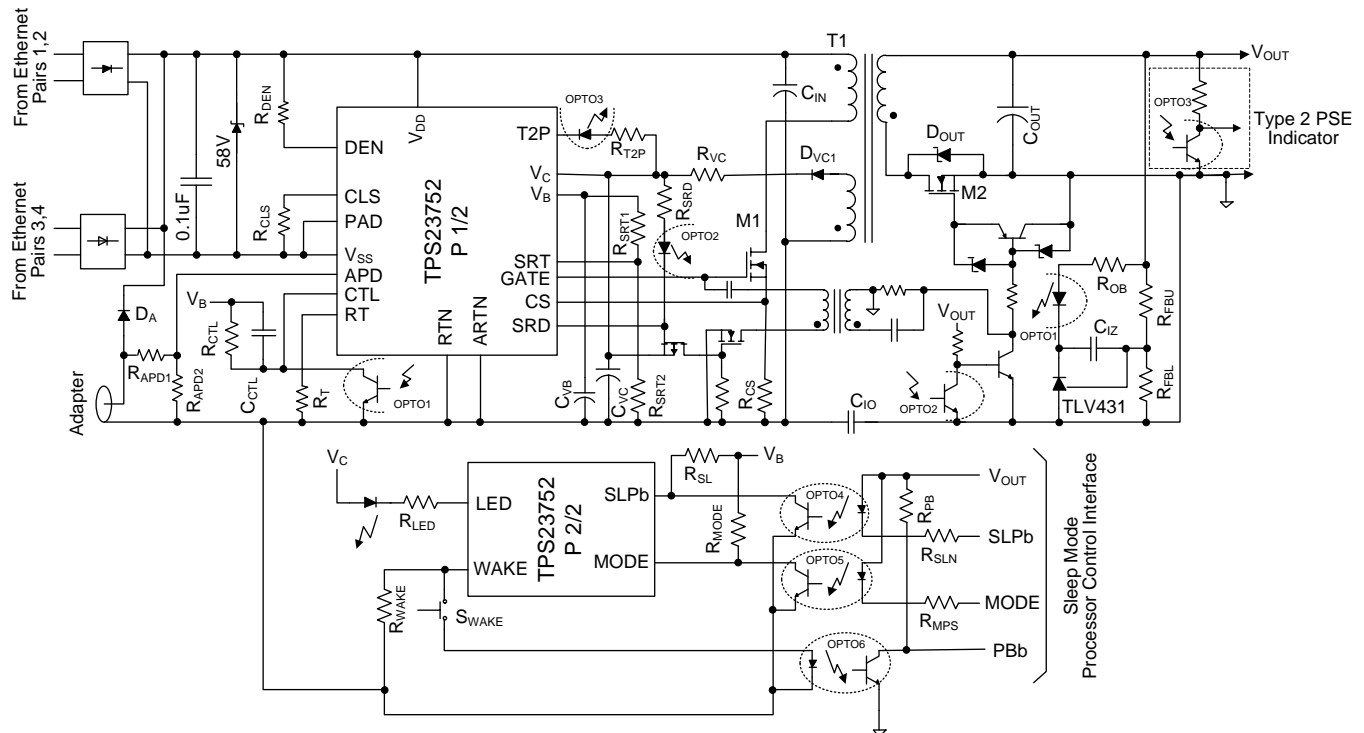 From Ethernet
Pairs 1,2
From Ethernet
Pairs 3,4
58V
0.1uF
RDEN
RCLS
DEN
CLS
PAD
VSS
APD
CTL
RT
VDD
TPS23752
P 1/2
RTN
ARTN
T2P
VC
VB
SRT
GATE
CS
SRD
OPTO3
RT2P
RVC
DVC1
RSRD
RSRT1
OPTO2
M1
CIN
T1
COUT
DOUT
M2
VOUT
OPTO3
Type 2 PSE
Indicator
DA
VB
RCTL
CCTL
RAPD1
RAPD2
RT
OPTO1
Adapter
CVB
CVC
RSRT2
RCS
CIO
VOUT
OPTO2
OPTO1
ROB
CIZ
RFBU
RFBL
TLV431
VC
RLED
LED
WAKE
TPS23752
P 2/2
SLPb
MODE
RSL
VB
RMODE
RWAKE
SWAKE
OPTO4
OPTO5
OPTO6
RPB
RSLN
RMPS
VOUT
SLPb
MODE
PBb
Sleep Mode
Processor Control Interface